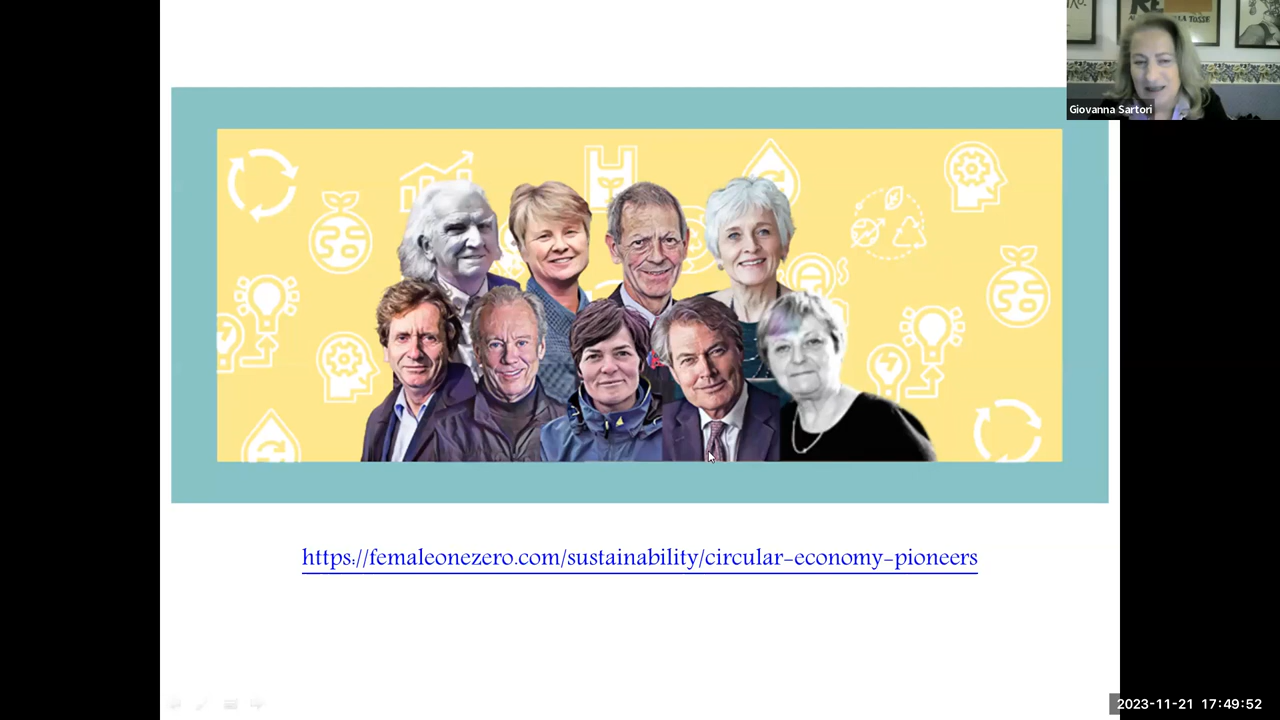 Giovanna Sartori
https://femaleonezero.com/sustainability/circular-economy-pioneers
2023-11-21 17:49:52